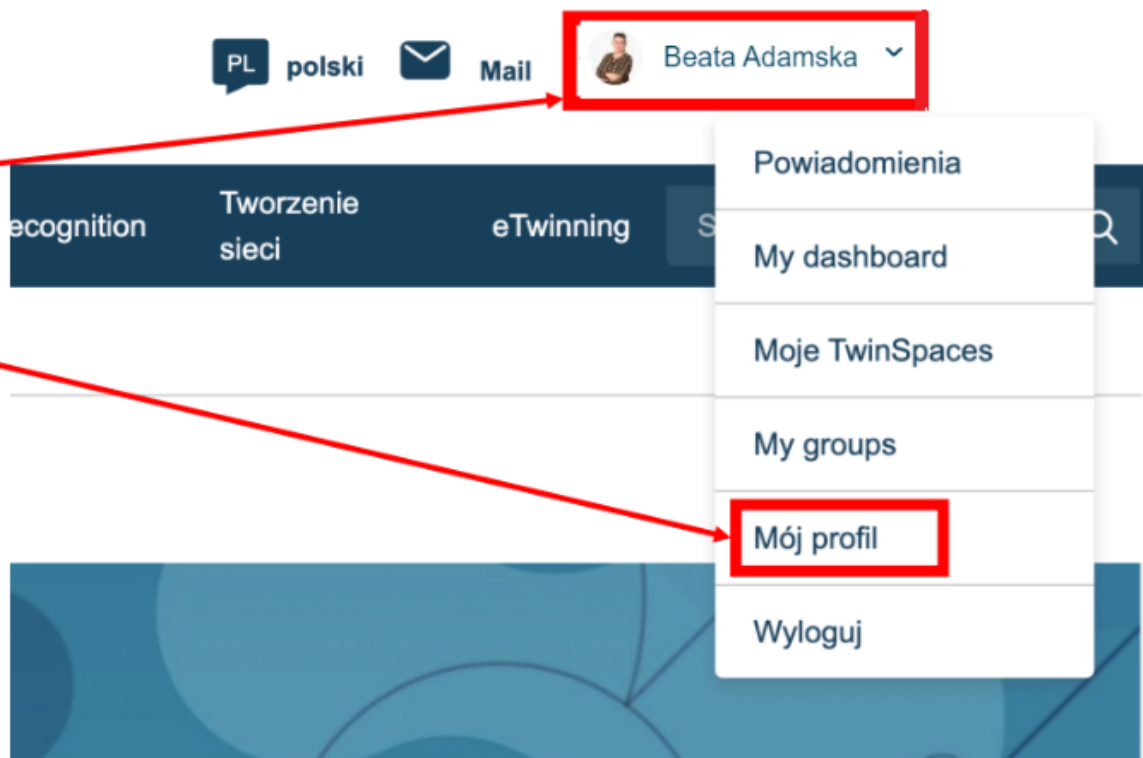 PL polski Mail Beata Adamska
Powiadomienia
ecognition Tworzenie sieci eTwinning S
My dashboard
Moje TwinSpaces
My groups
Mój profil
Wyloguj